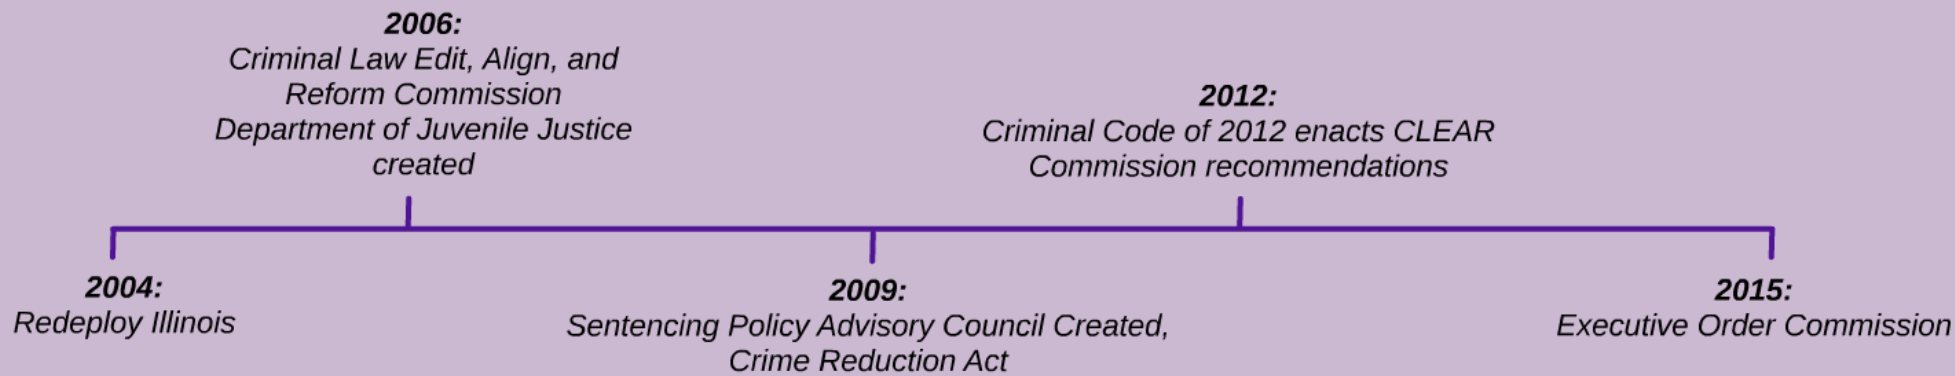 2006:
Criminal Law Edit, Align, and
Reform Commission
Department of Juvenile Justice
created
2012:
Criminal Code of 2012 enacts CLEAR
Commission recommendations
2004:
Redeploy Illinois
2009:
Sentencing Policy Advisory Council Created,
Crime Reduction Act
2015:
Executive Order Commission